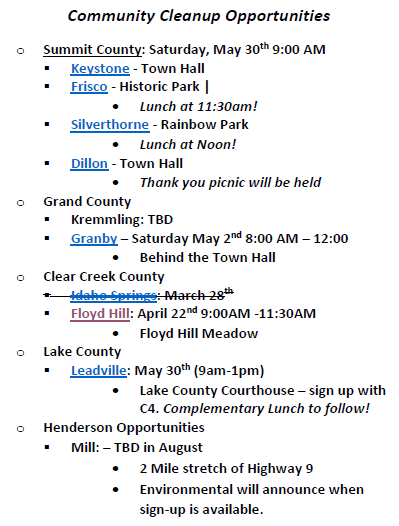 Community Cleanup Opportunities
o Summit County: Saturday, May 30th 9:00 AM
▪ Keystone - Town Hall
▪ Frisco - Historic Park |
• Lunch at 11:30am!
▪ Silverthorne - Rainbow Park
• Lunch at Noon!
▪ Dillon - Town Hall
• Thank you picnic will be held
o Grand County
▪ Kremmling: TBD
▪ Granby – Saturday May 2nd 8:00 AM – 12:00
• Behind the Town Hall
o Clear Creek County
▪ Idaho Springs: March 28th
▪ Floyd Hill: April 22nd 9:00AM -11:30AM
• Floyd Hill Meadow
o Lake County
▪ Leadville: May 30th (9am-1pm)
• Lake County Courthouse – sign up with
C4. Complementary Lunch to follow!
o Henderson Opportunities
▪ Mill: – TBD in August
• 2 Mile stretch of Highway 9
• Environmental will announce when
sign-up is available.